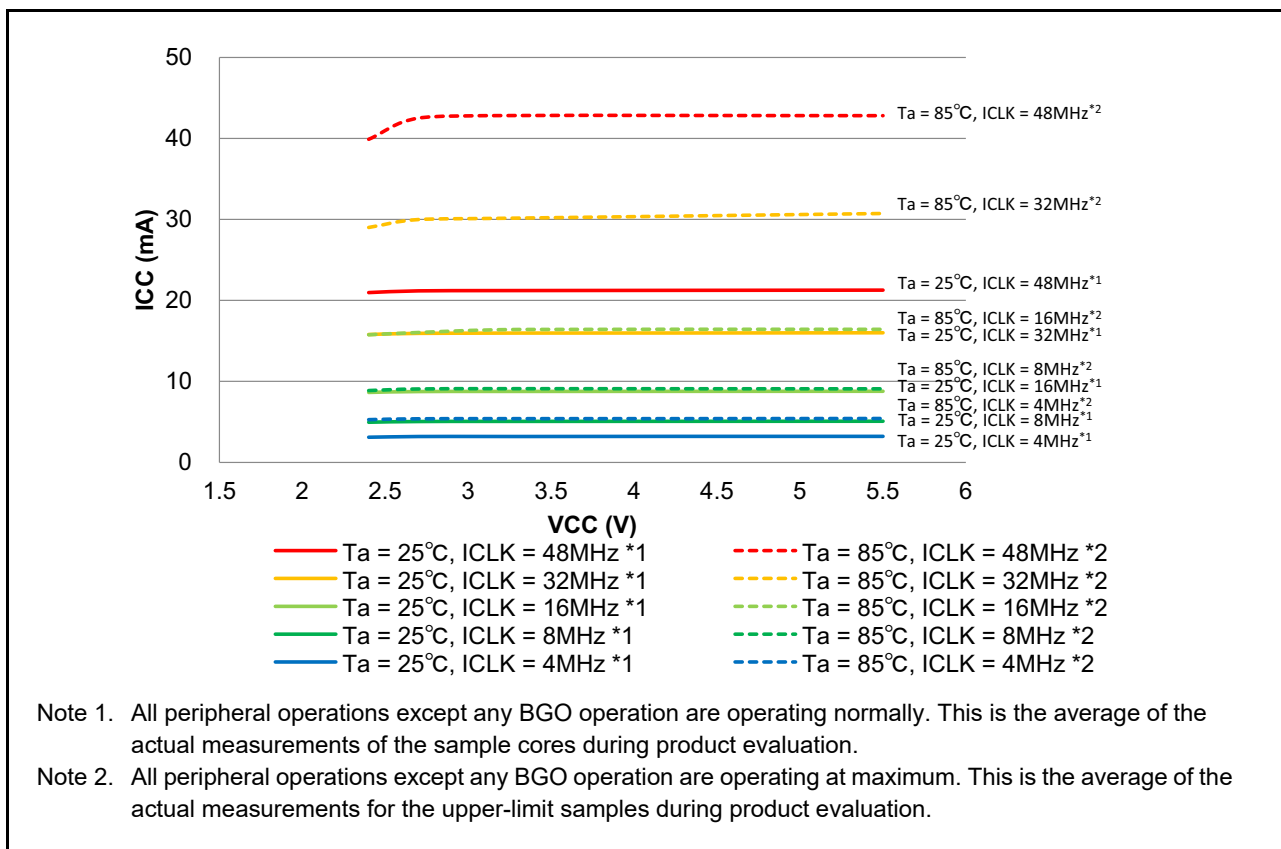 50
40
30
20
10
0
ICC (mA)
1.5 2 2.5 3 3.5 4 4.5 5 5.5 6
VCC (V)
Ta = 85℃, ICLK = 48MHz*2
Ta = 85℃, ICLK = 32MHz*2
Ta = 25℃, ICLK = 48MHz*1
Ta = 85℃, ICLK = 16MHz*2
Ta = 25℃, ICLK = 32MHz*1
Ta = 85℃, ICLK = 8MHz*2
Ta = 25℃, ICLK = 16MHz*1
Ta = 85℃, ICLK = 4MHz*2
Ta = 25℃, ICLK = 8MHz*1
Ta = 25℃, ICLK = 4MHz*1
Ta = 25℃, ICLK = 48MHz *1 Ta = 85℃, ICLK = 48MHz *2
Ta = 25℃, ICLK = 32MHz *1 Ta = 85℃, ICLK = 32MHz *2
Ta = 25℃, ICLK = 16MHz *1 Ta = 85℃, ICLK = 16MHz *2
Ta = 25℃, ICLK = 8MHz *1 Ta = 85℃, ICLK = 8MHz *2
Ta = 25℃, ICLK = 4MHz *1 Ta = 85℃, ICLK = 4MHz *2
Note 1. All peripheral operations except any BGO operation are operating normally. This is the average of the
actual measurements of the sample cores during product evaluation.
Note 2. All peripheral operations except any BGO operation are operating at maximum. This is the average of the
actual measurements for the upper-limit samples during product evaluation.